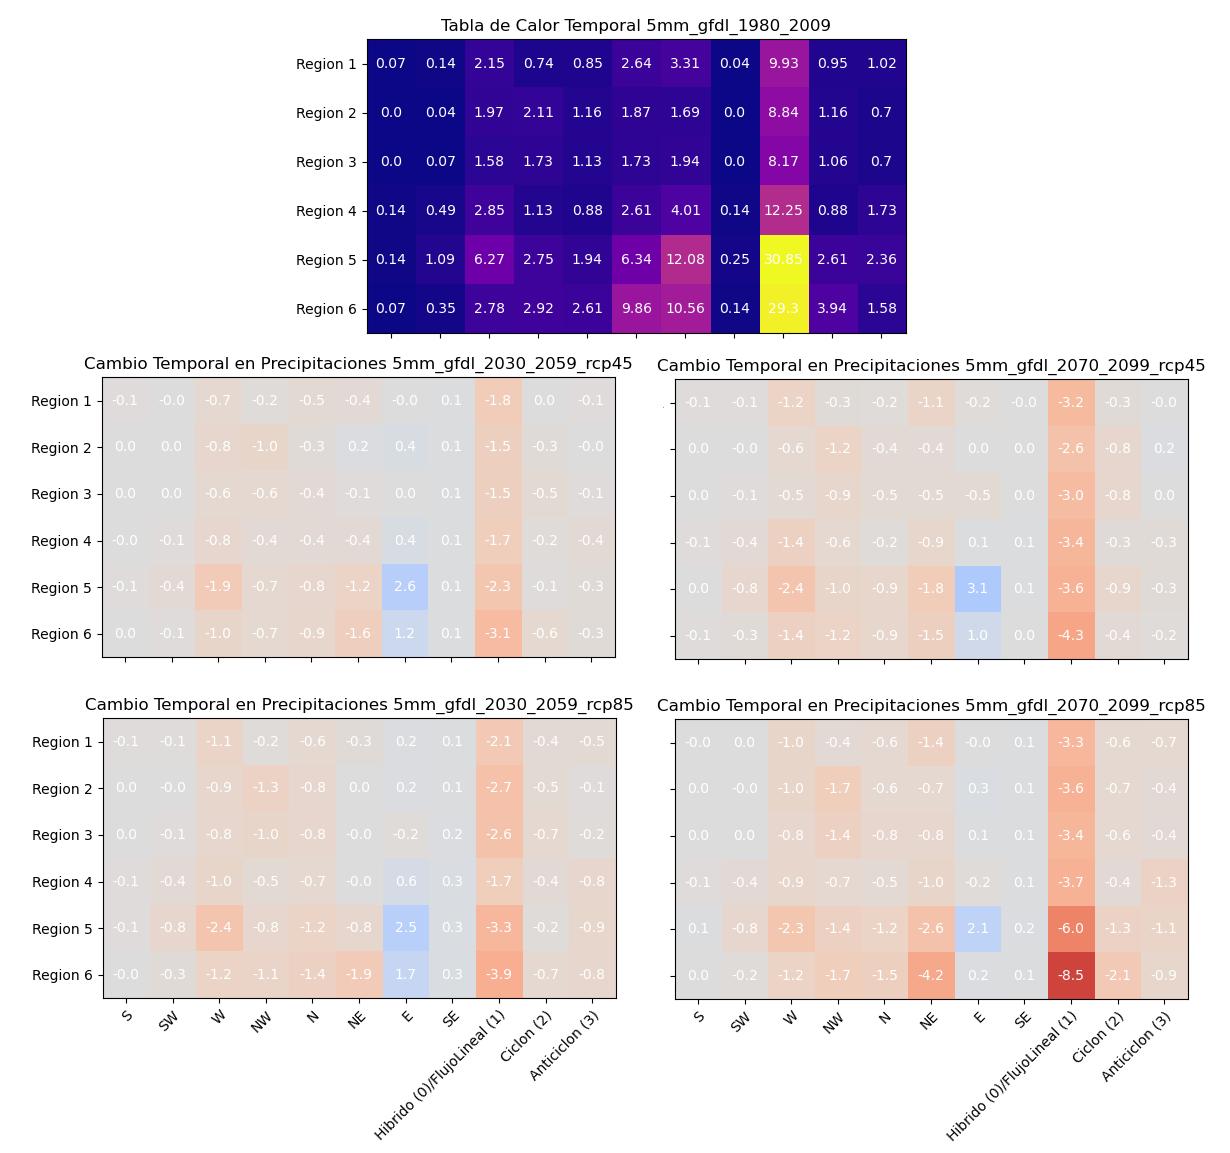 Tabla de Calor Temporal 5mm_gfdl_1980_2009
Region 1 0.07 0.14 2.15 0.74 0.85 2.64 3.31 0.04 9.93 0.95 1.02
Region 2 0.0 0.04 1.97 2.11 1.16 1.87 1.69 0.0 8.84 1.16 0.7
Region 3 0.0 0.07 1.58 1.73 1.13 1.73 1.94 0.0 8.17 1.06 0.7
Region 4 0.14 0.49 2.85 1.13 0.88 2.61 4.01 0.14 12.25 0.88 1.73
Region 5 0.14 1.09 6.27 2.75 1.94 6.34 12.08 0.25 30.85 2.61 2.36
Region 6 0.07 0.35 2.78 2.92 2.61 9.86 10.56 0.14 29.3 3.94 1.58
Cambio Temporal en Precipitaciones 5mm_gfdl_2030_2059_rcp45
Region 1 -0.1 -0.0 -0.7 -0.2 -0.5 -0.4 -0.0 0.1 -1.8 0.0 -0.1
Region 2 0.0 0.0 -0.8 -1.0 -0.3 0.2 0.4 0.1 -1.5 -0.3 -0.0
Region 3 0.0 0.0 -0.6 -0.6 -0.4 -0.1 0.0 0.1 -1.5 -0.5 -0.1
Region 4 -0.0 -0.1 -0.8 -0.4 -0.4 -0.4 0.4 0.1 -1.7 -0.2 -0.4
Region 5 -0.1 -0.4 -1.9 -0.7 -0.8 -1.2 2.6 0.1 -2.3 -0.1 -0.3
Region 6 0.0 -0.1 -1.0 -0.7 -0.9 -1.6 1.2 0.1 -3.1 -0.6 -0.3
Cambio Temporal en Precipitaciones 5mm_gfdl_2070_2099_rcp45
-0.1 -0.1 -1.2 -0.3 -0.2 -1.1 -0.2 -0.0 -3.2 -0.3 -0.0
0.0 -0.0 -0.6 -1.2 -0.4 -0.4 0.0 0.0 -2.6 -0.8 0.2
0.0 -0.1 -0.5 -0.9 -0.5 -0.5 -0.5 0.0 -3.0 -0.8 0.0
-0.1 -0.4 -1.4 -0.6 -0.2 -0.9 0.1 0.1 -3.4 -0.3 -0.3
0.0 -0.8 -2.4 -1.0 -0.9 -1.8 3.1 0.1 -3.6 -0.9 -0.3
-0.1 -0.3 -1.4 -1.2 -0.9 -1.5 1.0 0.0 -4.3 -0.4 -0.2
Cambio Temporal en Precipitaciones 5mm_gfdl_2030_2059_rcp85
Region 1 -0.1 -0.1 -1.1 -0.2 -0.6 -0.3 0.2 0.1 -2.1 -0.4 -0.5
Region 2 0.0 -0.0 -0.9 -1.3 -0.8 0.0 0.2 0.1 -2.7 -0.5 -0.1
Region 3 0.0 -0.1 -0.8 -1.0 -0.8 -0.0 -0.2 0.2 -2.6 -0.7 -0.2
Region 4 -0.1 -0.4 -1.0 -0.5 -0.7 -0.0 0.6 0.3 -1.7 -0.4 -0.8
Region 5 -0.1 -0.8 -2.4 -0.8 -1.2 -0.8 2.5 0.3 -3.3 -0.2 -0.9
Region 6 -0.0 -0.3 -1.2 -1.1 -1.4 -1.9 1.7 0.3 -3.9 -0.7 -0.8
S SW W NW N NE E SE Hibrido (0)/FlujoLineal (1) Ciclon (2) Anticiclon (3)
Cambio Temporal en Precipitaciones 5mm_gfdl_2070_2099_rcp85
-0.0 0.0 -1.0 -0.4 -0.6 -1.4 -0.0 0.1 -3.3 -0.6 -0.7
0.0 -0.0 -1.0 -1.7 -0.6 -0.7 0.3 0.1 -3.6 -0.7 -0.4
0.0 0.0 -0.8 -1.4 -0.8 -0.8 0.1 0.1 -3.4 -0.6 -0.4
-0.1 -0.4 -0.9 -0.7 -0.5 -1.0 -0.2 0.1 -3.7 -0.4 -1.3
0.1 -0.8 -2.3 -1.4 -1.2 -2.6 2.1 0.2 -6.0 -1.3 -1.1
0.0 -0.2 -1.2 -1.7 -1.5 -4.2 0.2 0.1 -8.5 -2.1 -0.9
S SW W NW N NE E SE Hibrido (0)/FlujoLineal (1) Ciclon (2) Anticiclon (3)